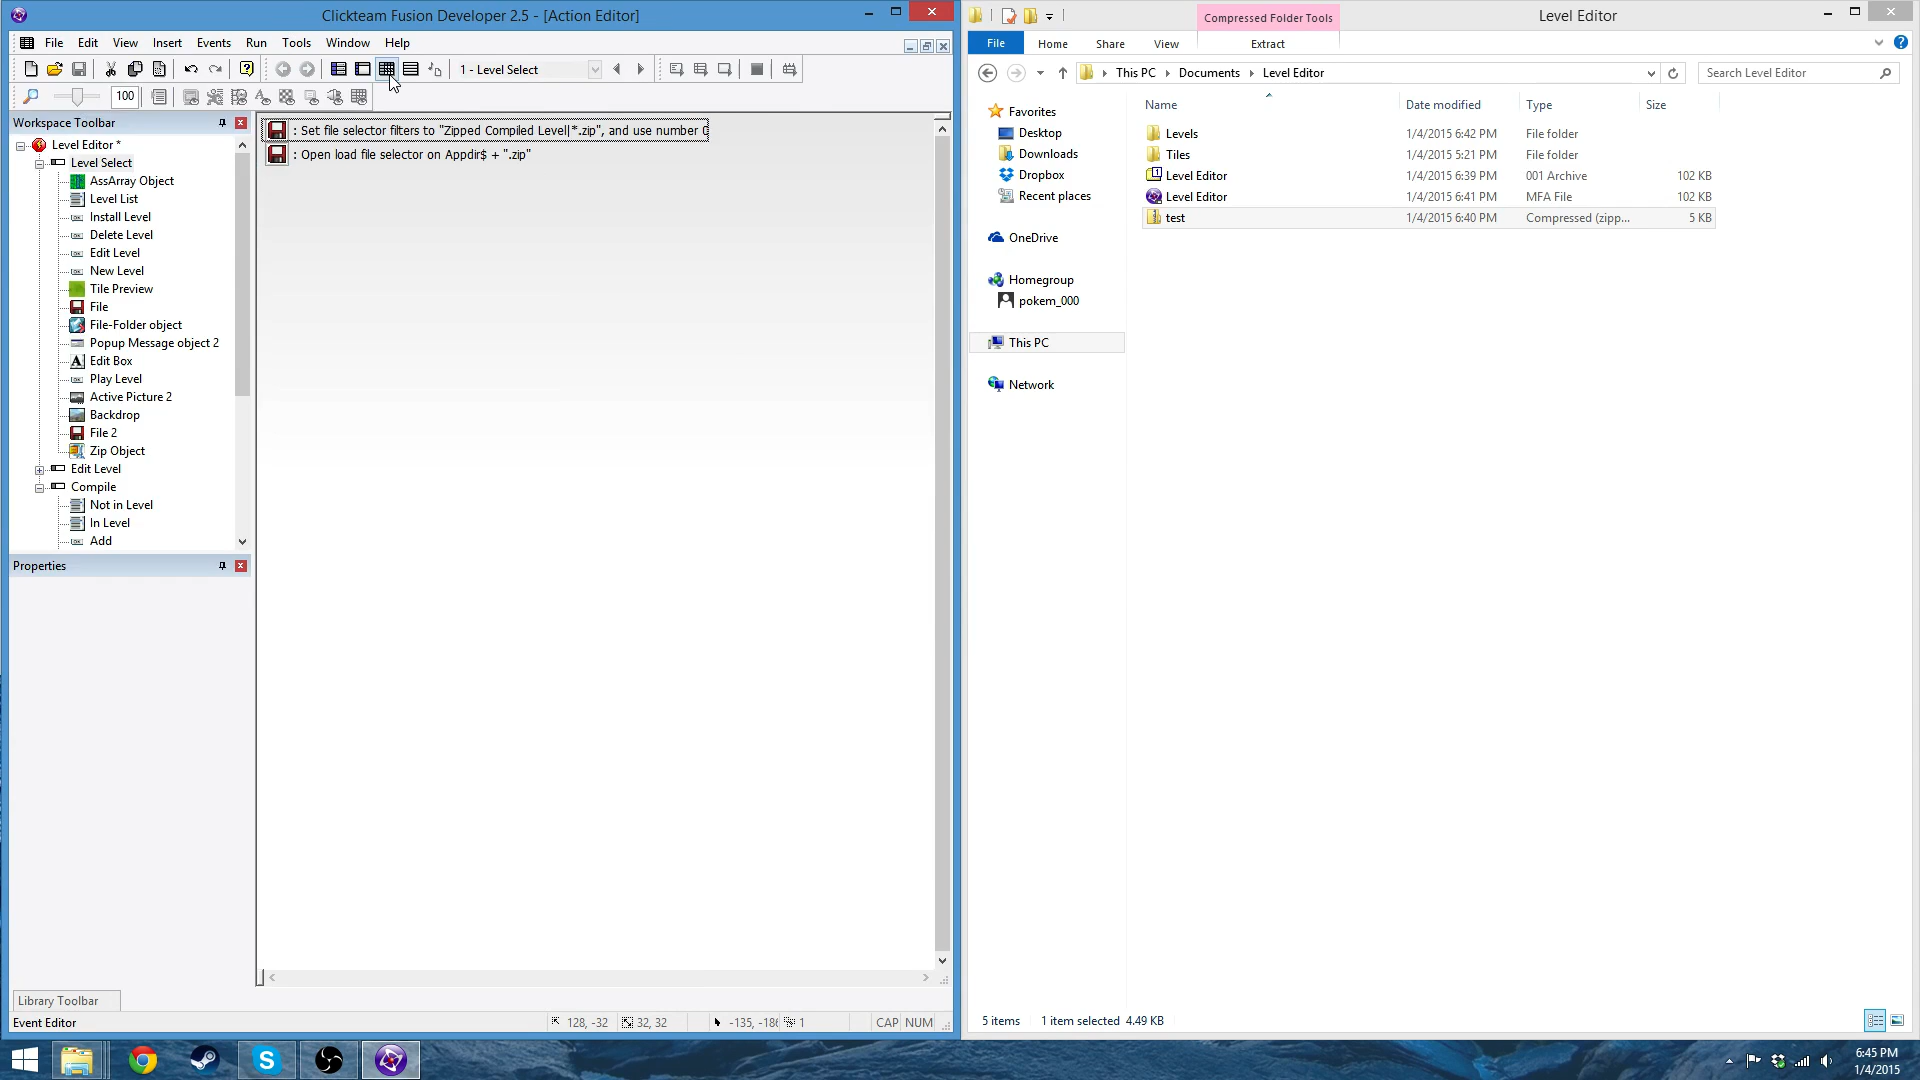 Clickteam Fusion Developer 2.5 - [Action Editor]
File Edit View Insert Events Run Tools Window Help
1 - Level Select
100
Workspace Toolbar
Level Editor *
Level Select
AssArray Object
Level List
Install Level
Delete Level
Edit Level
New Level
Tile Preview
File
File-Folder object
Popup Message object 2
Edit Box
Play Level
Active Picture 2
Backdrop
File 2
Zip Object
Edit Level
Compile
Not in Level
In Level
Add
Properties
Library Toolbar
: Set file selector filters to "Zipped Compiled Level|*.zip", and use number 0
: Open load file selector on Appdir$ + ".zip"
Event Editor
128, -32
32, 32
-135, -186
1
CAP NUM
Compressed Folder Tools
Level Editor
File Home Share View Extract
This PC Documents Level Editor
Search Level Editor
Favorites
Desktop
Downloads
Dropbox
Recent places
OneDrive
Homegroup
pokem_000
This PC
Network
Name Date modified Type Size
Levels 1/4/2015 6:42 PM File folder
Tiles 1/4/2015 5:21 PM File folder
Level Editor 1/4/2015 6:39 PM 001 Archive 102 KB
Level Editor 1/4/2015 6:41 PM MFA File 102 KB
test 1/4/2015 6:40 PM Compressed (zipp... 5 KB
5 items 1 item selected 4.49 KB
6:45 PM
1/4/2015